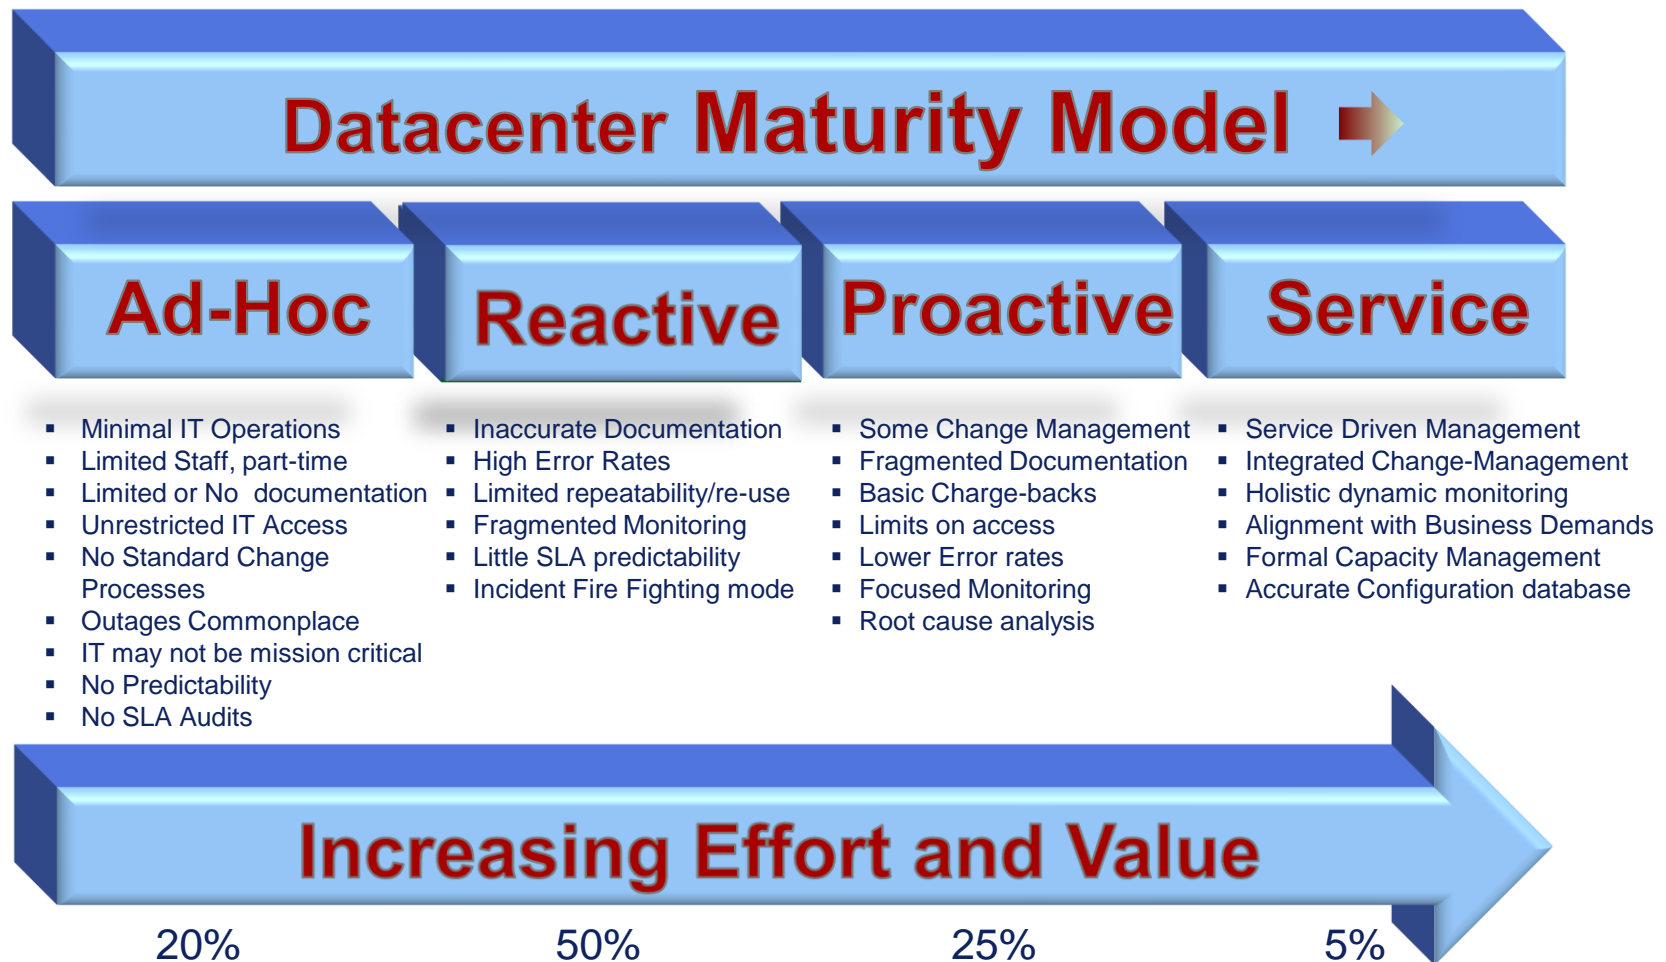 Datacenter Maturity Model
Ad-Hoc
Reactive
Proactive
Service
▪ Minimal IT Operations
▪ Limited Staff, part-time
▪ Limited or No documentation
▪ Unrestricted IT Access
▪ No Standard Change
Processes
▪ Outages Commonplace
▪ IT may not be mission critical
▪ No Predictability
▪ No SLA Audits
▪ Inaccurate Documentation
▪ High Error Rates
▪ Limited repeatability/re-use
▪ Fragmented Monitoring
▪ Little SLA predictability
▪ Incident Fire Fighting mode
▪ Some Change Management
▪ Fragmented Documentation
▪ Basic Charge-backs
▪ Limits on access
▪ Lower Error rates
▪ Focused Monitoring
▪ Root cause analysis
▪ Service Driven Management
▪ Integrated Change-Management
▪ Holistic dynamic monitoring
▪ Alignment with Business Demands
▪ Formal Capacity Management
▪ Accurate Configuration database
Increasing Effort and Value
20%
50%
25%
5%